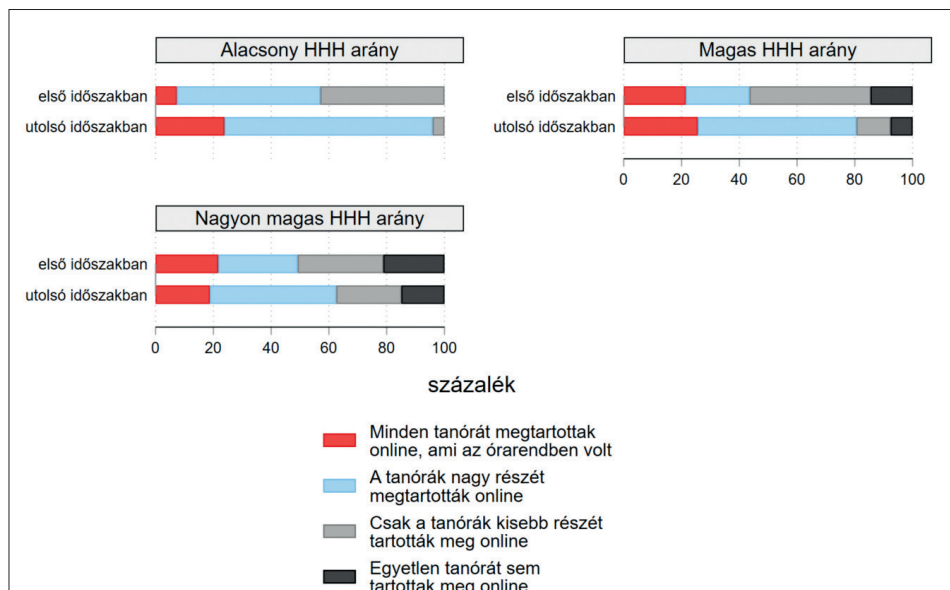 Alacsony HHH arány
első időszakban
utolsó időszakban
Magas HHH arány
első időszakban
utolsó időszakban
0 20 40 60 80 100
Nagyon magas HHH arány
első időszakban
utolsó időszakban
0 20 40 60 80 100
százalék
Minden tanórát megtartottak
online, ami az órarendben volt
A tanórák nagy részét
megtartották online
Csak a tanórák kisebb részét
tartották meg online
Egyetlen tanórát sem
tartottak meg online